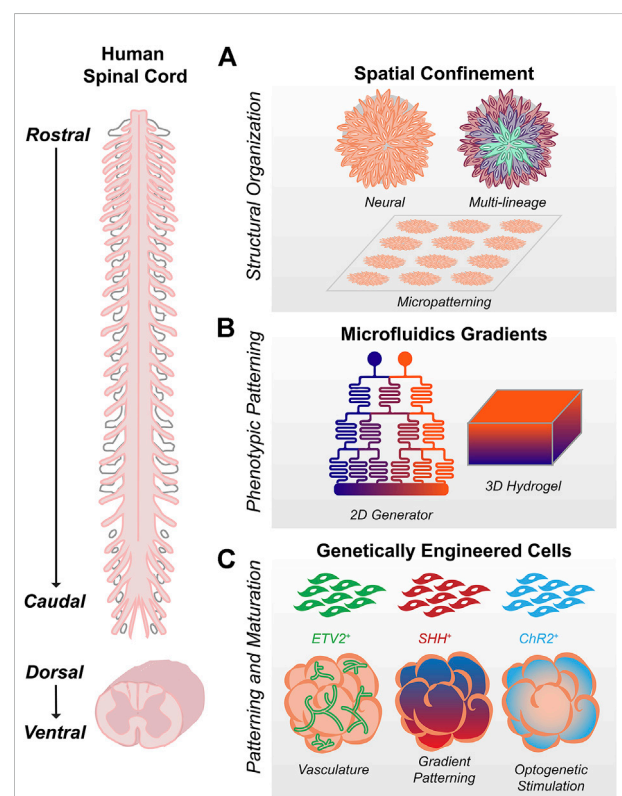 Human
Spinal Cord
Rostral
Caudal
Dorsal
Ventral
A
Spatial Confinement
Structural Organization
Neural
Multi-lineage
Micropatterning
B
Microfluidics Gradients
Phenotypic Patterning
2D Generator
3D Hydrogel
C
Genetically Engineered Cells
Patterning and Maturation
ETV2⁺
SHH⁺
ChR2⁺
Vasculature
Gradient
Patterning
Optogenetic
Stimulation